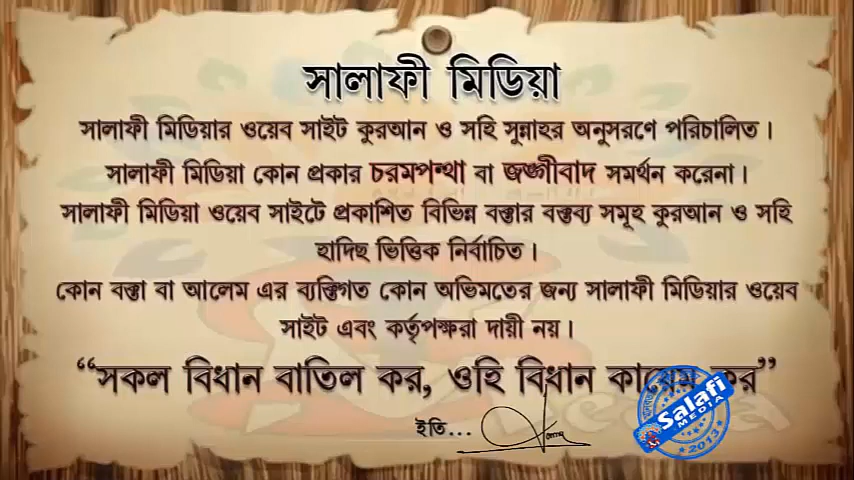 সালাফী মিডিয়া
সালাফী মিডিয়ার ওয়েব সাইট কুরআন ও সহি সুন্নাহর অনুসরণে পরিচালিত।
সালাফী মিডিয়া কোন প্রকার চরমপন্থা বা জঙ্গীবাদ সমর্থন করেনা।
সালাফী মিডিয়া ওয়েব সাইটে প্রকাশিত বিভিন্ন বক্তার বক্তব্য সমূহ কুরআন ও সহি
হাদিছ ভিত্তিক নির্বাচিত।
কোন বক্তা বা আলেম এর ব্যক্তিগত কোন অভিমতের জন্য সালাফী মিডিয়ার ওয়েব
সাইট এবং কর্তৃপক্ষরা দায়ী নয়।
“সকল বিধান বাতিল কর, ওহি বিধান কায়েম কর”
ইতি...
Salafi
MEDIA
2013